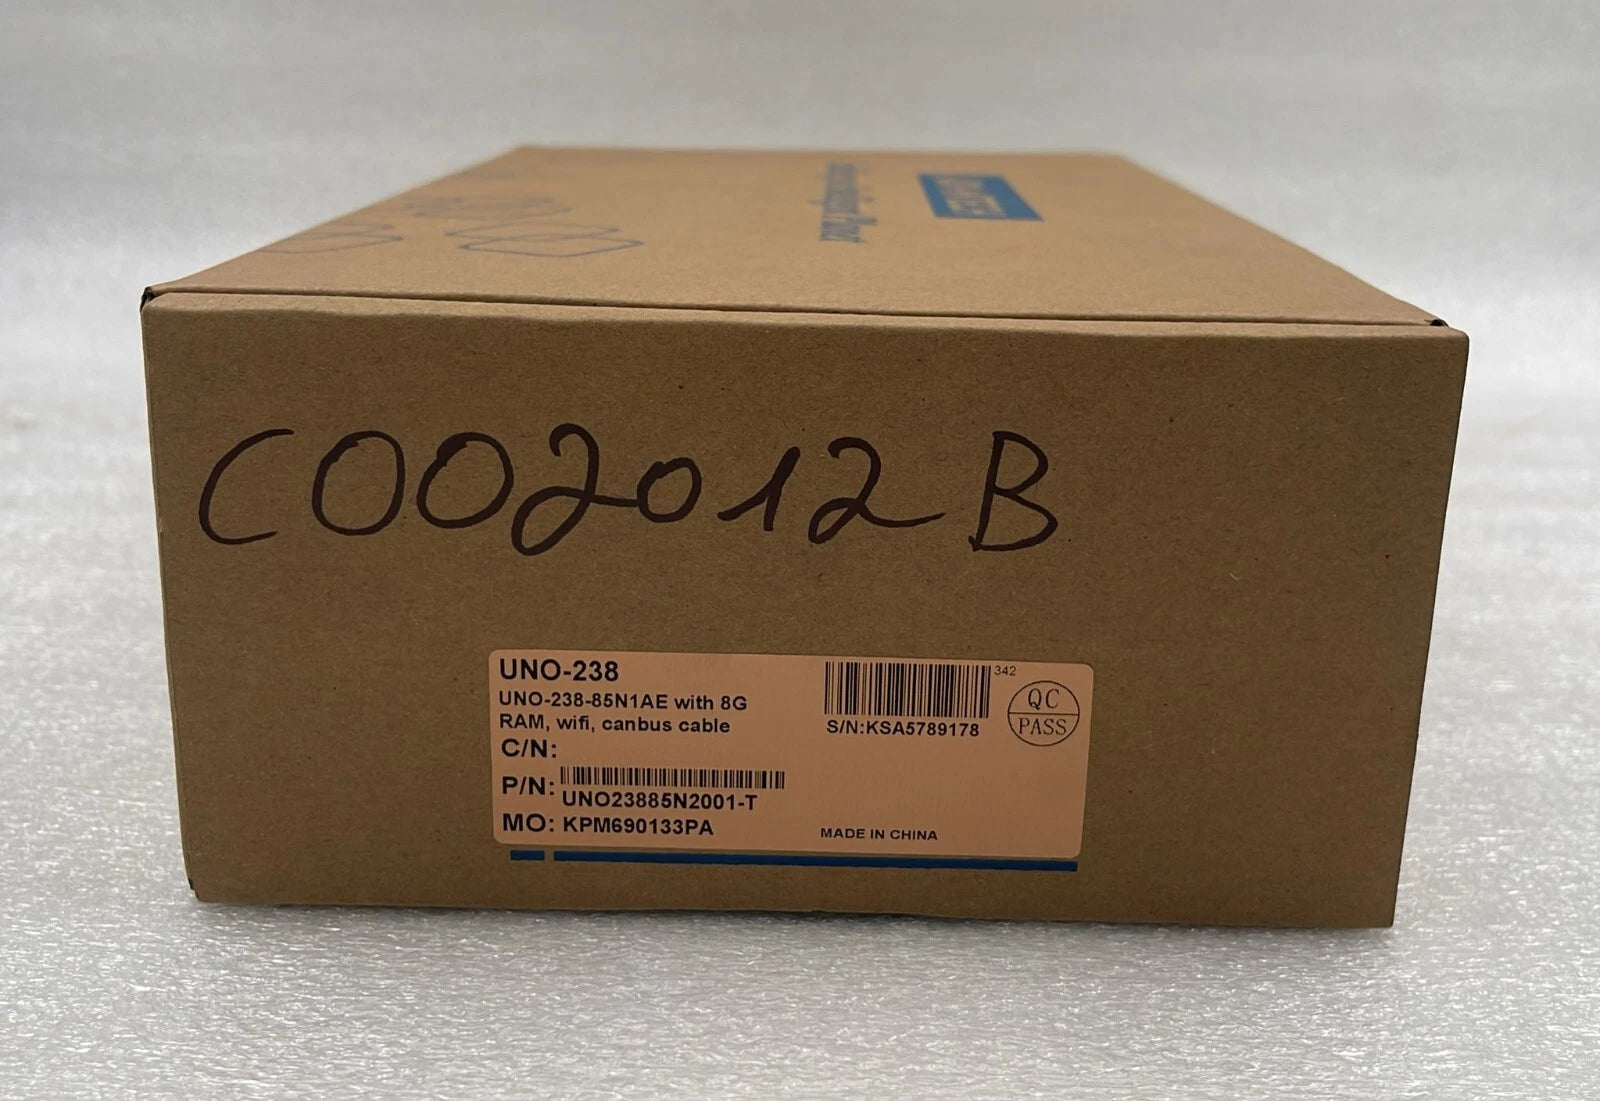 C002012B
UNO-238
UNO-238-85N1AE with 8G
RAM, wifi, canbus cable
C/N:
P/N:
UNO23885N2001-T
MO: KPM690133PA
342
S/N:KSA5789178
QC
PASS
MADE IN CHINA